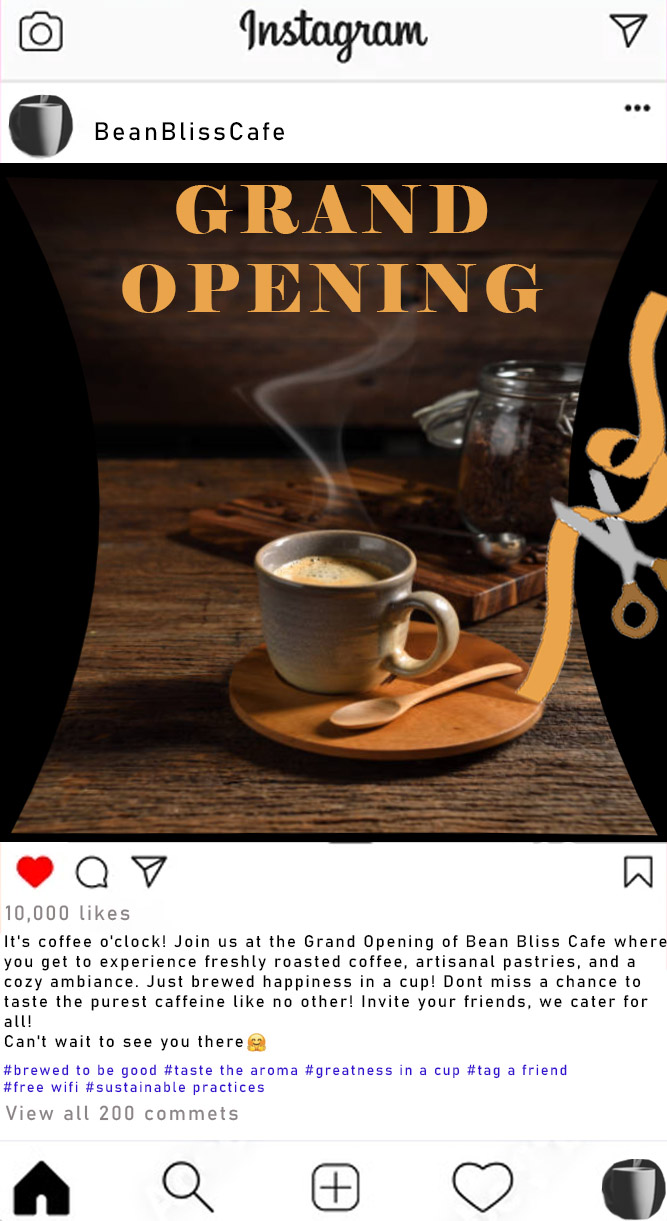 Instagram
BeanBlissCafe
GRAND
OPENING
10,000 likes
It's coffee o'clock! Join us at the Grand Opening of Bean Bliss Cafe where
you get to experience freshly roasted coffee, artisanal pastries, and a
cozy ambiance. Just brewed happiness in a cup! Dont miss a chance to
taste the purest caffeine like no other! Invite your friends, we cater for
all!
Can't wait to see you there🤗
#brewed to be good #taste the aroma #greatness in a cup #tag a friend
#free wifi #sustainable practices
View all 200 commets